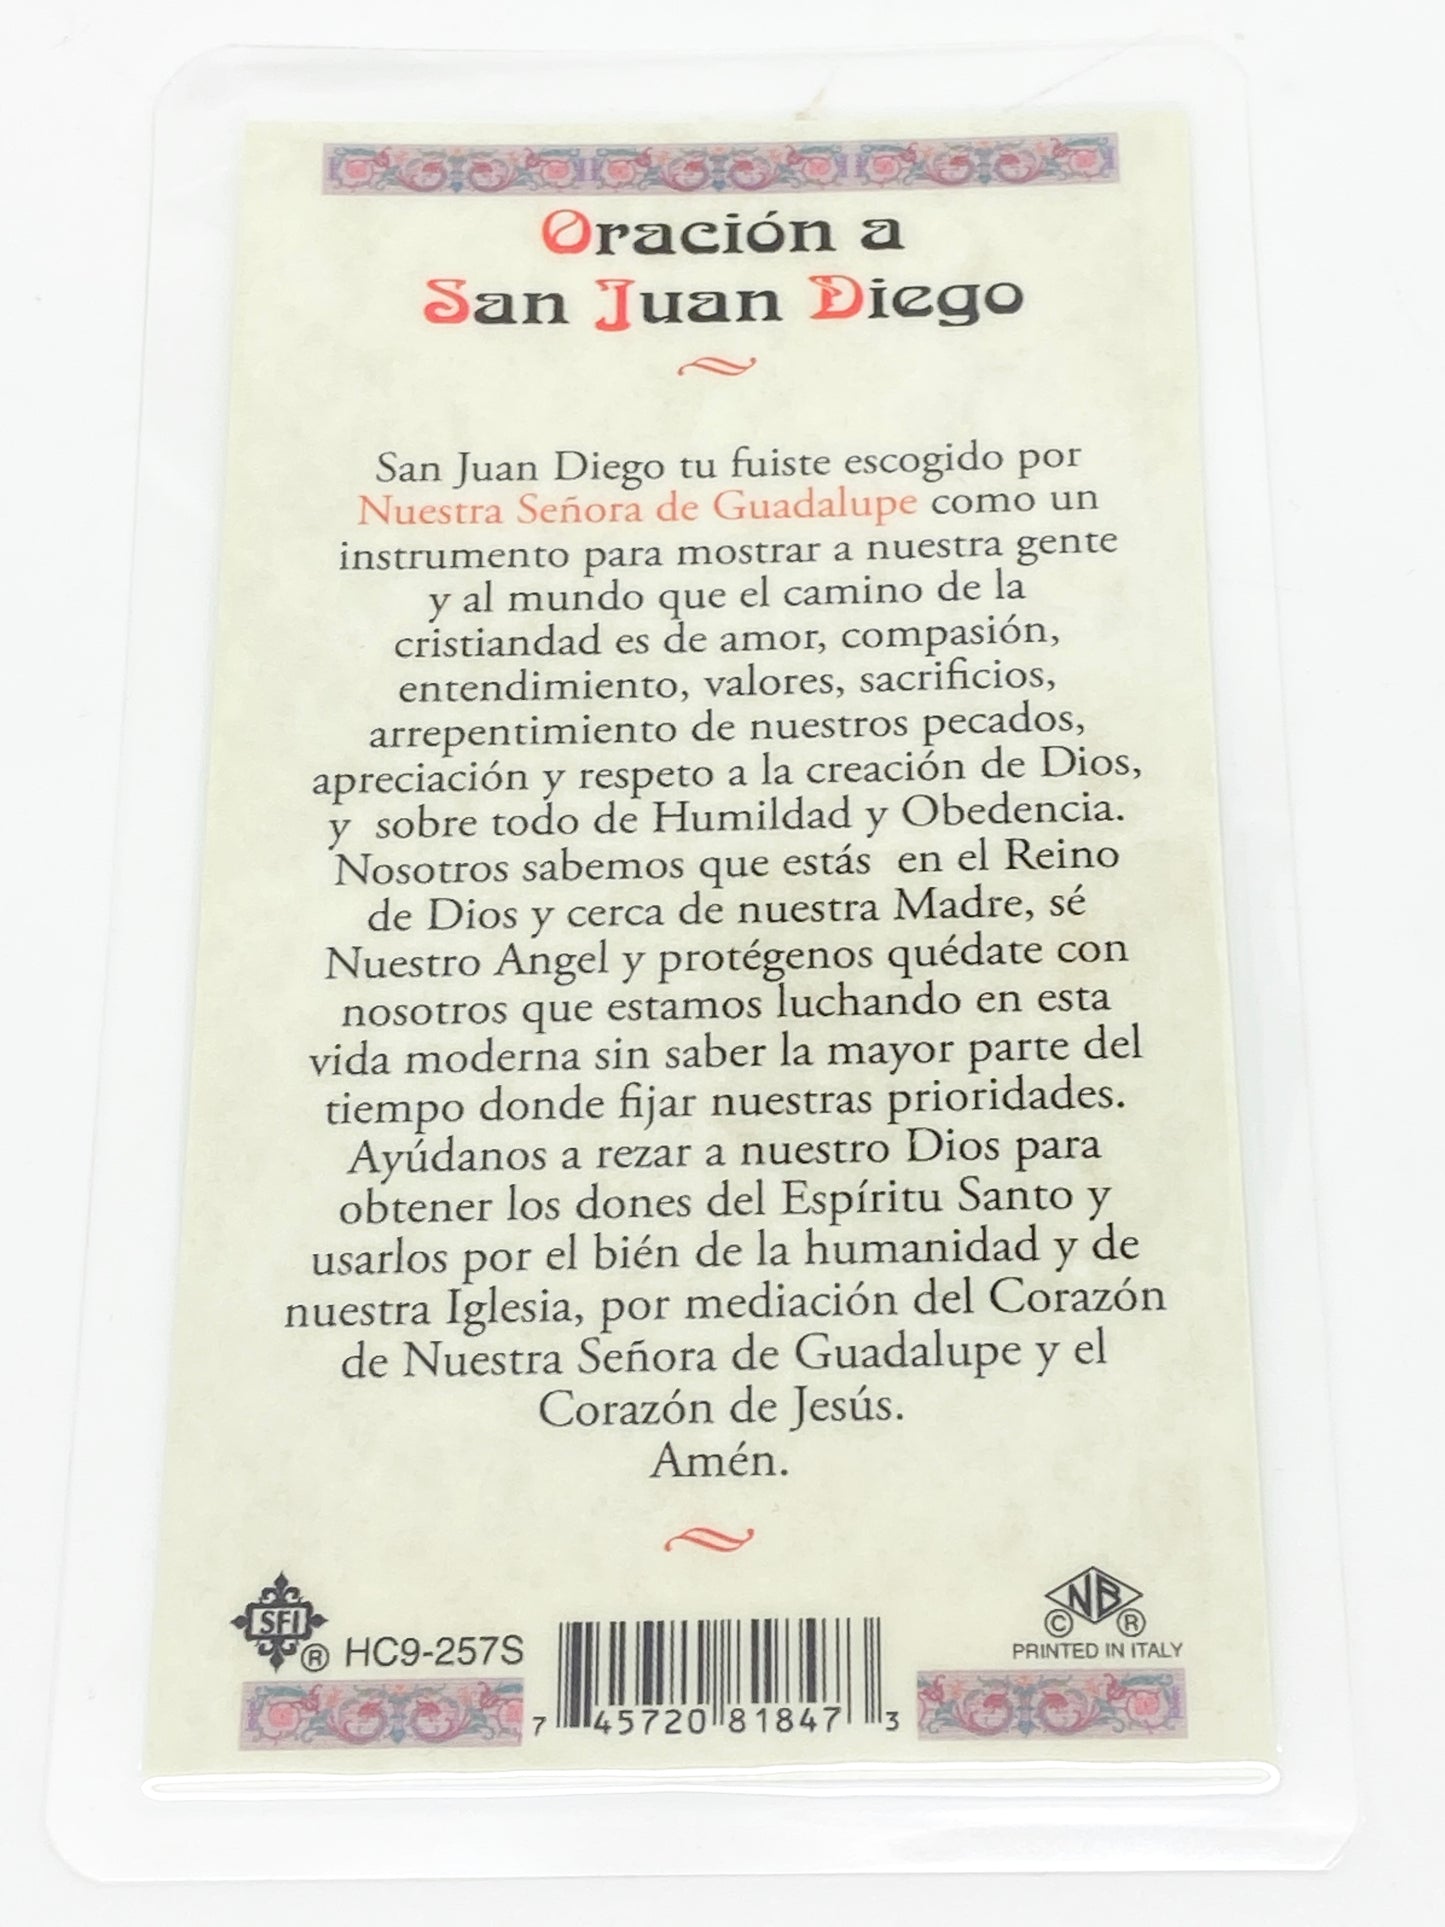 Oración a
San Juan Diego
San Juan Diego tu fuiste escogido por
Nuestra Señora de Guadalupe como un
instrumento para mostrar a nuestra gente
y al mundo que el camino de la
cristiandad es de amor, compasión,
entendimiento, valores, sacrificios,
arrepentimiento de nuestros pecados,
apreciación y respeto a la creación de Dios,
y sobre todo de Humildad y Obedencia.
Nosotros sabemos que estás en el Reino
de Dios y cerca de nuestra Madre, sé
Nuestro Angel y protégenos quédate con
nosotros que estamos luchando en esta
vida moderna sin saber la mayor parte del
tiempo donde fijar nuestras prioridades.
Ayúdanos a rezar a nuestro Dios para
obtener los dones del Espíritu Santo y
usarlos por el bién de la humanidad y de
nuestra Iglesia, por mediación del Corazón
de Nuestra Señora de Guadalupe y el
Corazón de Jesús.
Amén.
SFI ® HC9-257S
7 45720 81847 3
NB
© ®
PRINTED IN ITALY